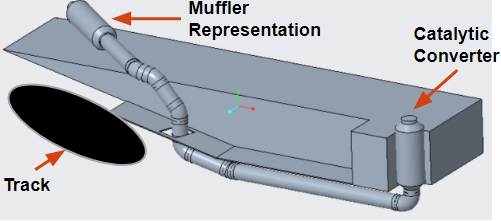 Muffler
Representation
Catalytic
Converter
Track